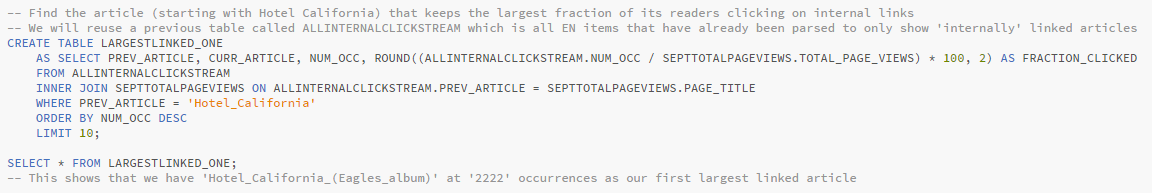 -- Find the article (starting with Hotel California) that keeps the largest fraction of its readers clicking on internal links
-- We will reuse a previous table called ALLINTERNALCLICKSTREAM which is all EN items that have already been parsed to only show 'internally' linked articles
CREATE TABLE LARGESTLINKED_ONE
    AS SELECT PREV_ARTICLE, CURR_ARTICLE, NUM_OCC, ROUND((ALLINTERNALCLICKSTREAM.NUM_OCC / SEPTTOTALPAGEVIEWS.TOTAL_PAGE_VIEWS) * 100, 2) AS FRACTION_CLICKED
    FROM ALLINTERNALCLICKSTREAM
    INNER JOIN SEPTTOTALPAGEVIEWS ON ALLINTERNALCLICKSTREAM.PREV_ARTICLE = SEPTTOTALPAGEVIEWS.PAGE_TITLE
    WHERE PREV_ARTICLE = 'Hotel_California'
    ORDER BY NUM_OCC DESC
    LIMIT 10;
SELECT * FROM LARGESTLINKED_ONE;
-- This shows that we have 'Hotel_California_(Eagles_album)' at '2222' occurrences as our first largest linked article